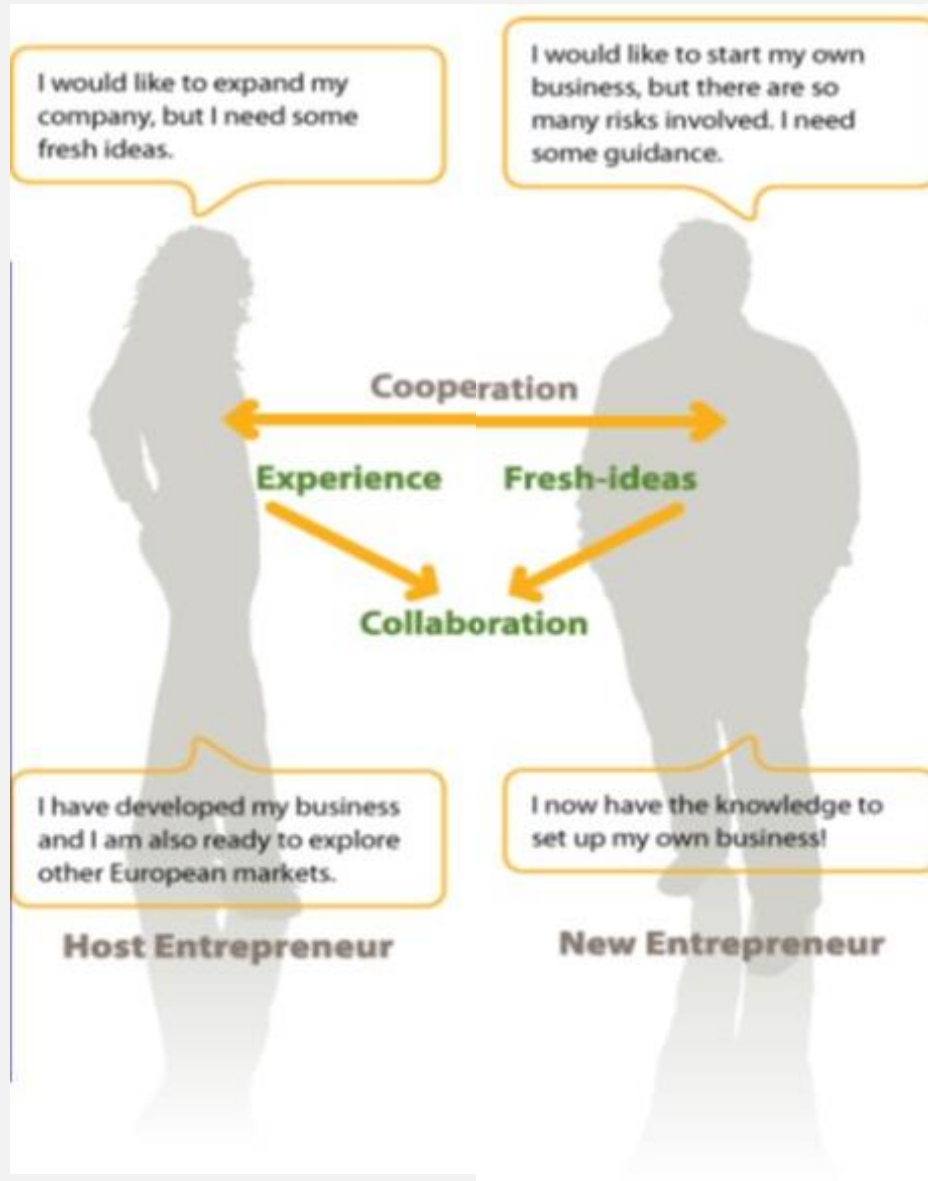 I would like to expand my
company, but I need some
fresh ideas.
I would like to start my own
business, but there are so
many risks involved. I need
some guidance.
Cooperation
Experience
Fresh-ideas
Collaboration
I have developed my business
and I am also ready to explore
other European markets.
I now have the knowledge to
set up my own business!
Host Entrepreneur
New Entrepreneur